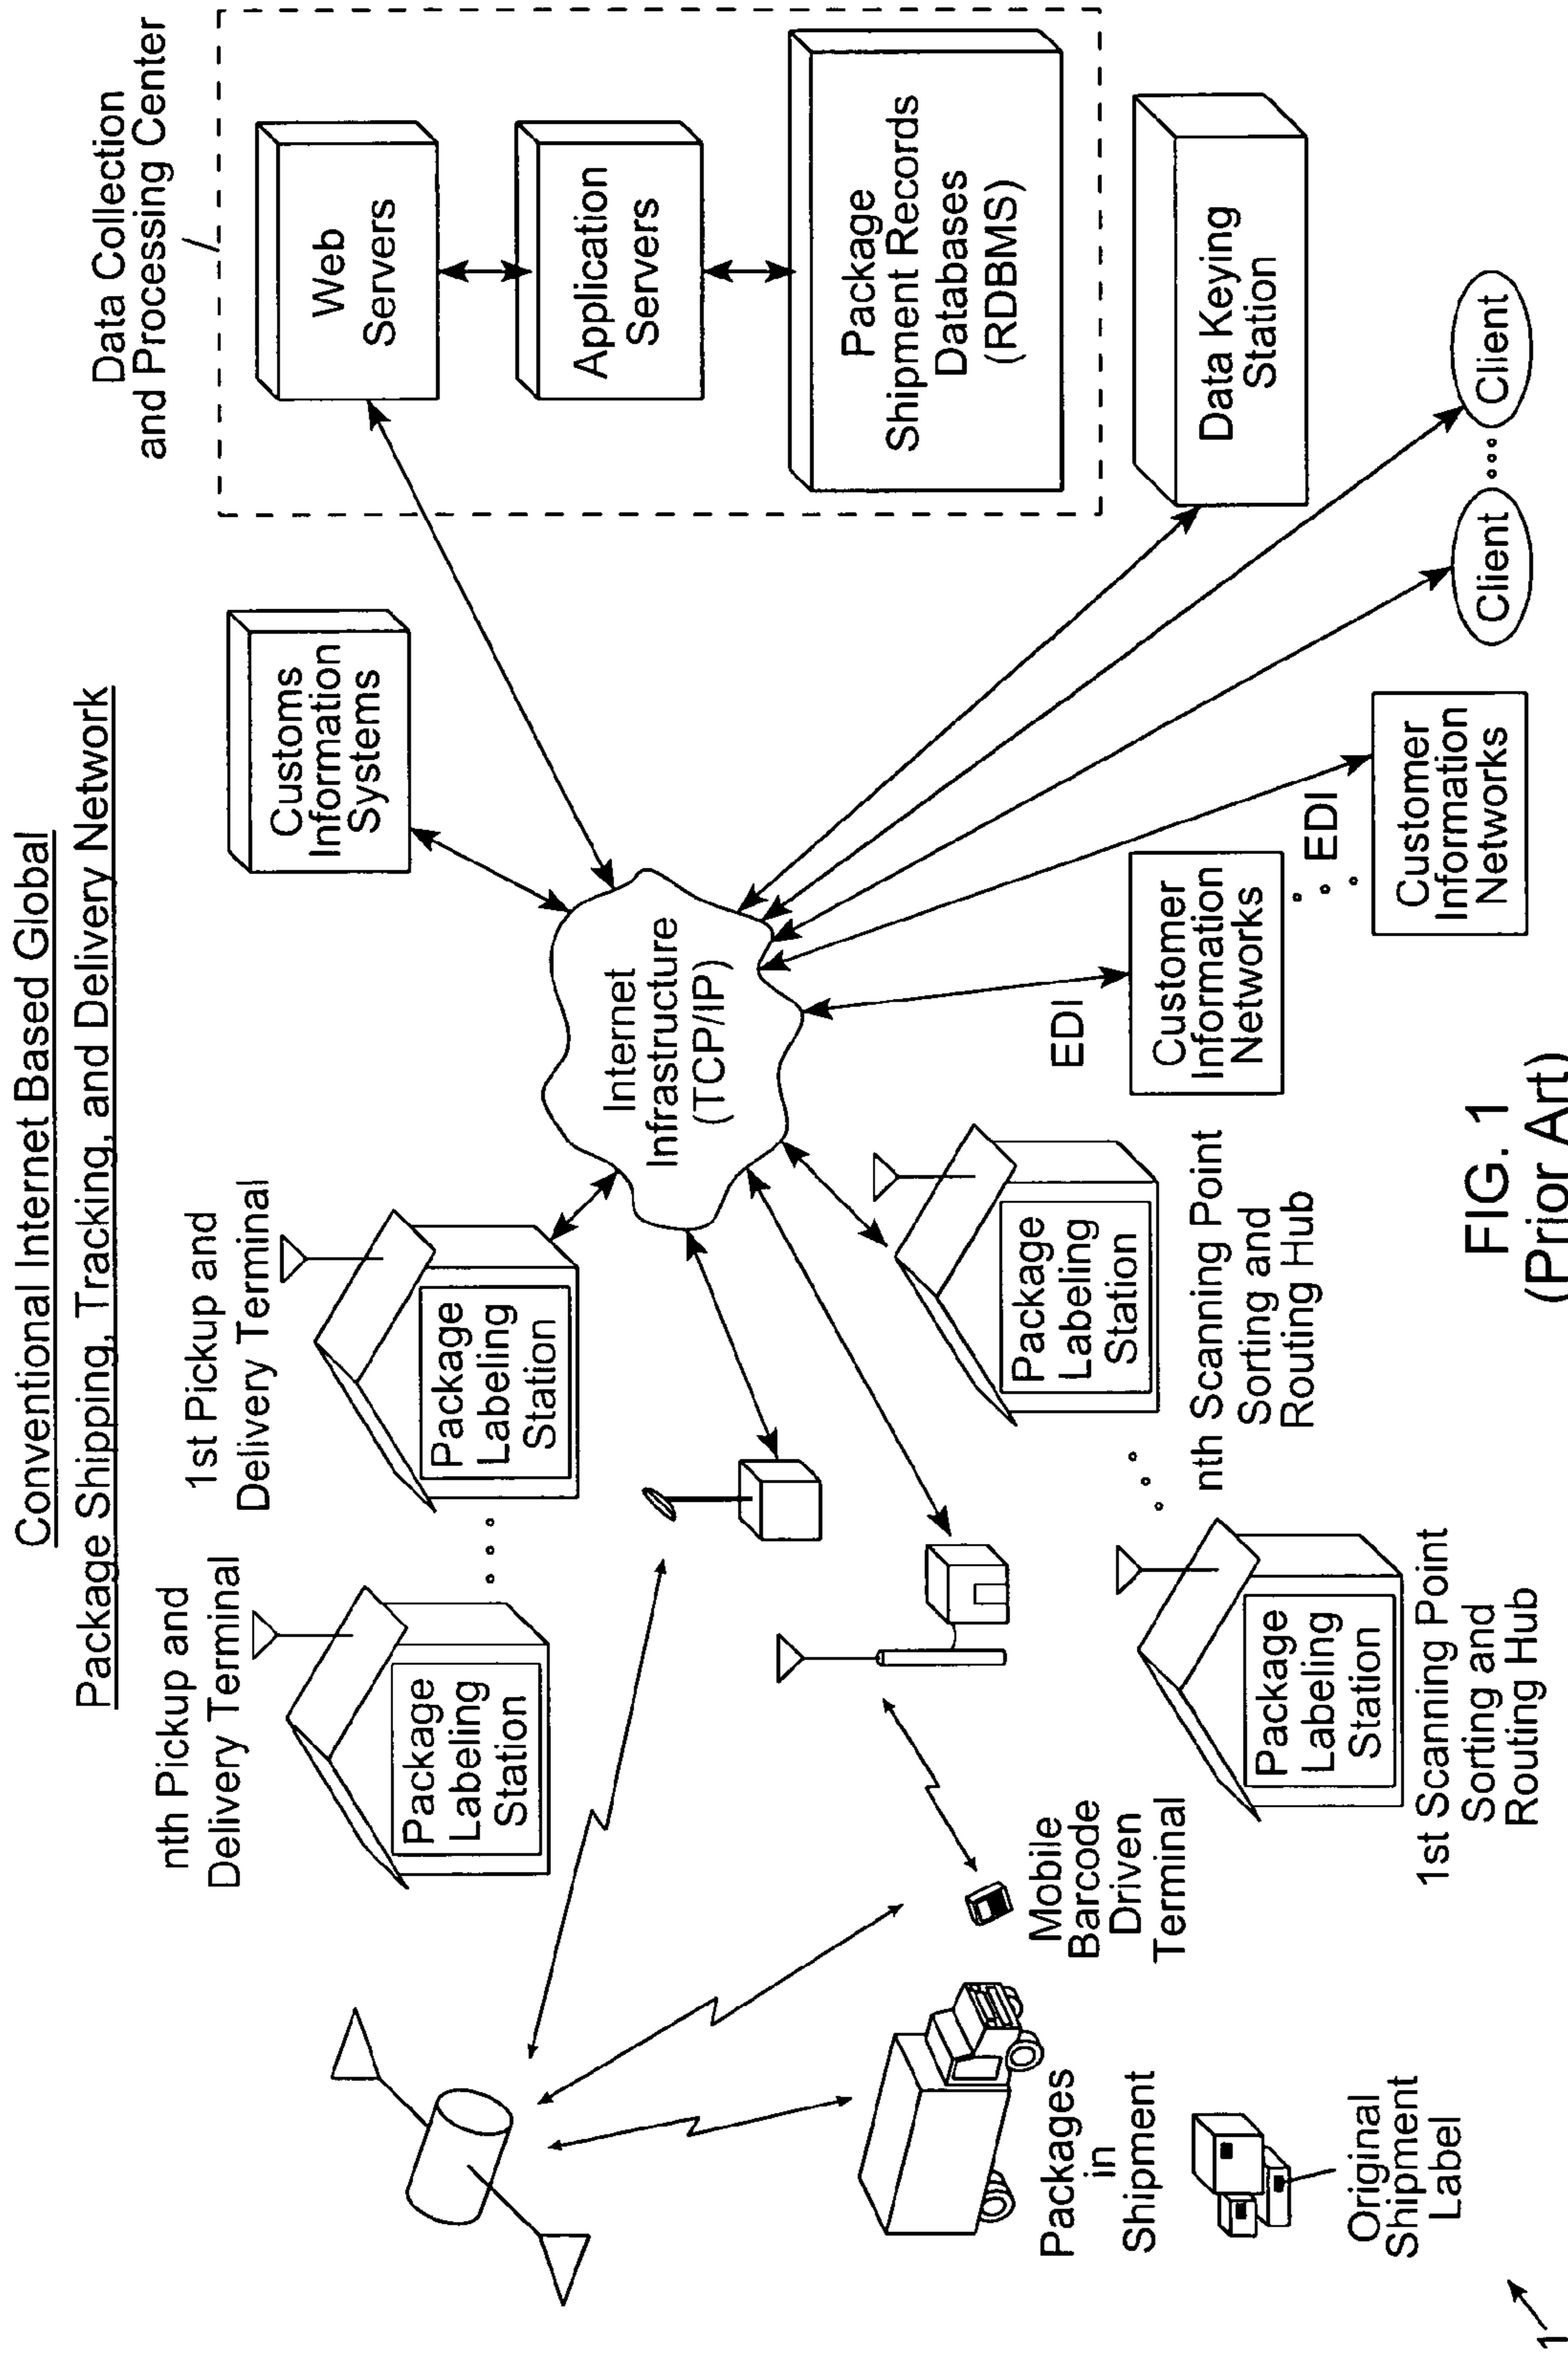 Conventional Internet Based Global
Package Shipping, Tracking, and Delivery Network
nth Pickup and
Delivery Terminal
Package
Labeling
Station
1st Pickup and
Delivery Terminal
Package
Labeling
Station
Customs
Information
Systems
Data Collection
and Processing Center
Web
Servers
Application
Servers
Package
Shipment Records
Databases
(RDBMS)
Internet
Infrastructure
(TCP/IP)
Data Keying
Station
Client
Client
EDI
Customer
Information
Networks
EDI
Customer
Information
Networks
Package
Labeling
Station
nth Scanning Point
Sorting and
Routing Hub
Package
Labeling
Station
1st Scanning Point
Sorting and
Routing Hub
Mobile
Barcode
Driven
Terminal
Packages
in
Shipment
Original
Shipment
Label
1
FIG. 1
(Prior Art)